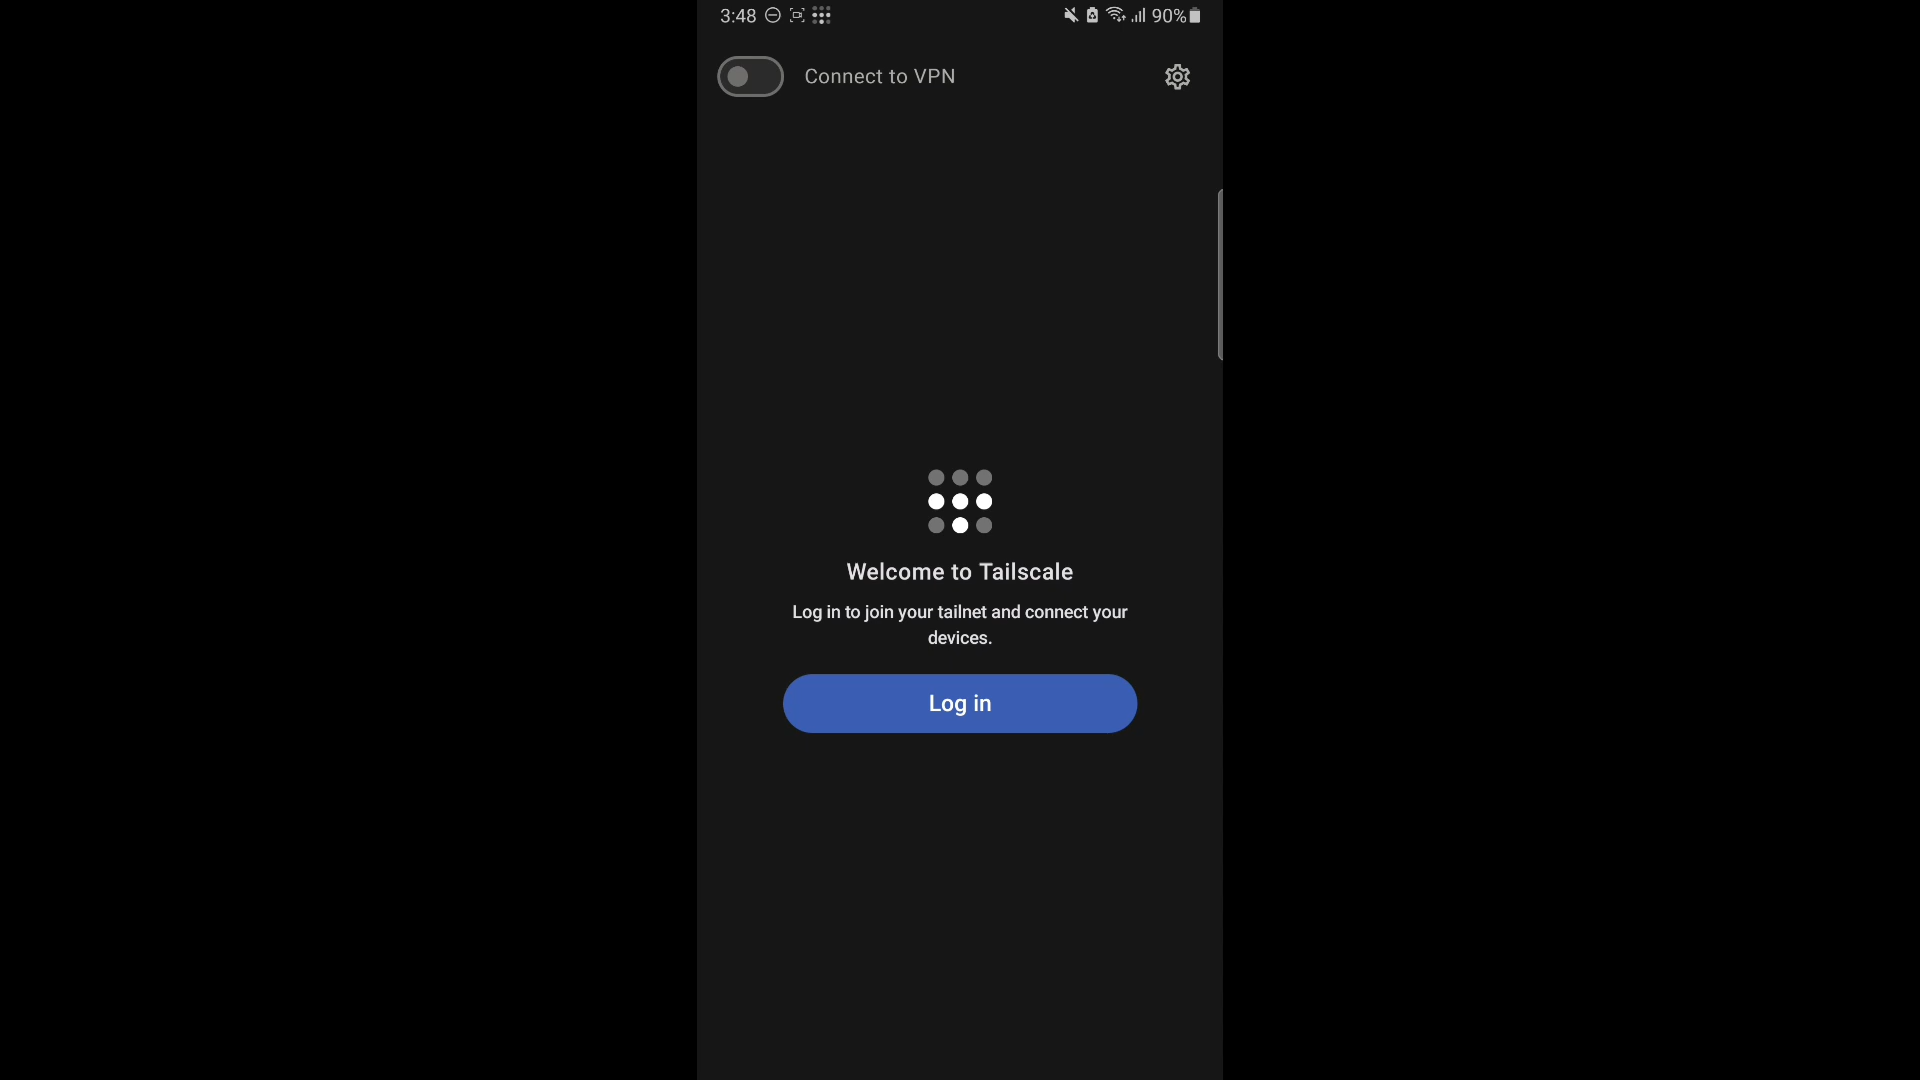 3:48
90%
Connect to VPN
Welcome to Tailscale
Log in to join your tailnet and connect your
devices.
Log in